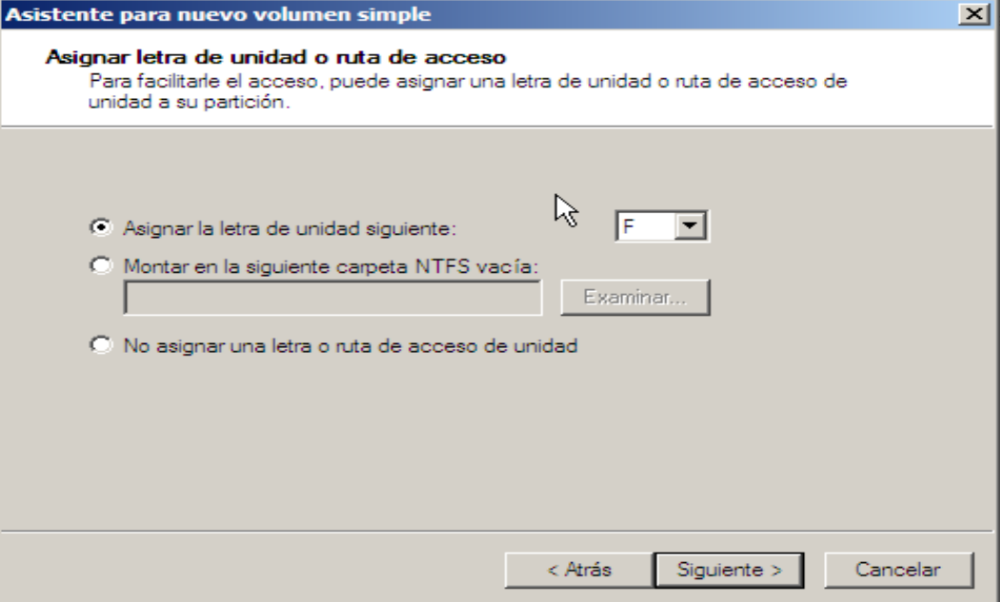 Asistente para nuevo volumen simple
Asignar letra de unidad o ruta de acceso
Para facilitarle el acceso, puede asignar una letra de unidad o ruta de acceso de
unidad a su partición.
Asignar la letra de unidad siguiente:
F
Montar en la siguiente carpeta NTFS vacía:
Examinar...
No asignar una letra o ruta de acceso de unidad
< Atrás
Siguiente >
Cancelar